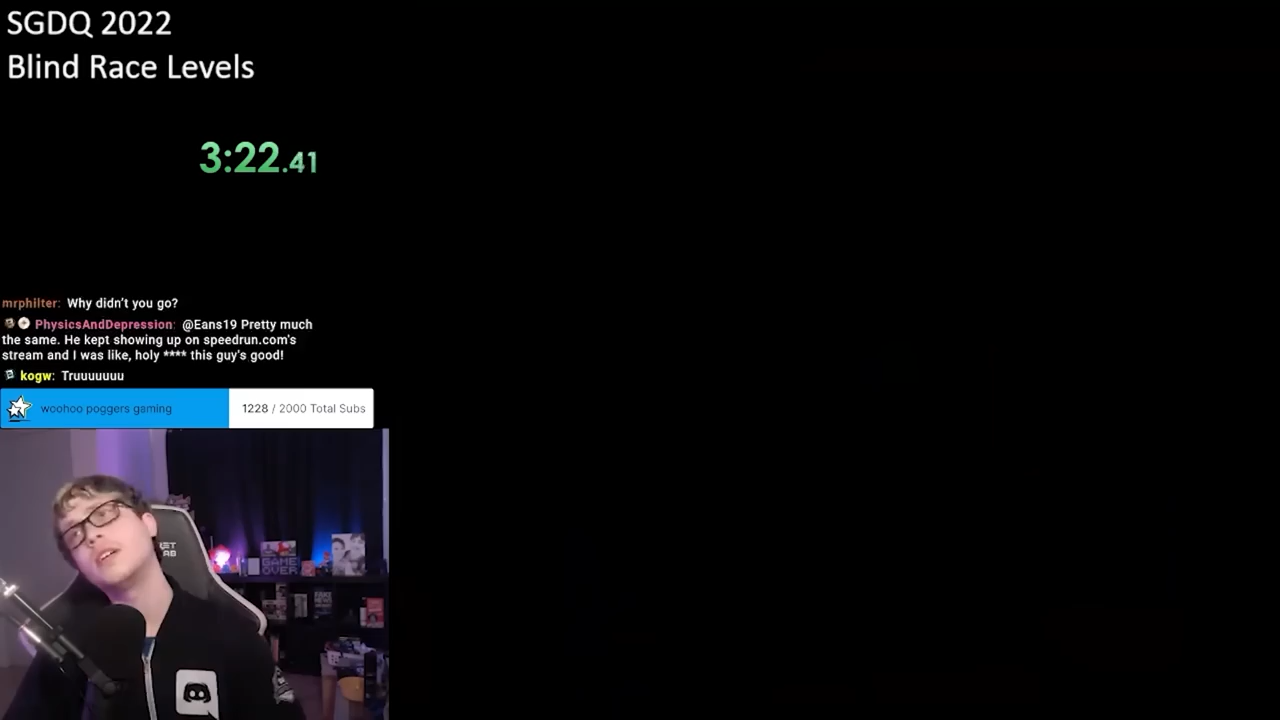 SGDQ 2022
Blind Race Levels
3:22.41
mrphilter: Why didn't you go?
PhysicsAndDepression: @Eans19 Pretty much
the same. He kept showing up on speedrun.com's
stream and I was like, holy **** this guy's good!
kogw: Truuuuuuu
woohoo poggers gaming 1228 / 2000 Total Subs
GAME
OVER